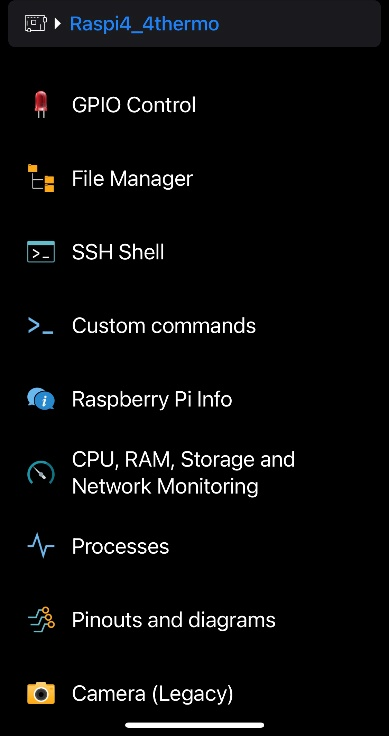 Raspi4_4thermo
GPIO Control
File Manager
SSH Shell
Custom commands
Raspberry Pi Info
CPU, RAM, Storage and
Network Monitoring
Processes
Pinouts and diagrams
Camera (Legacy)